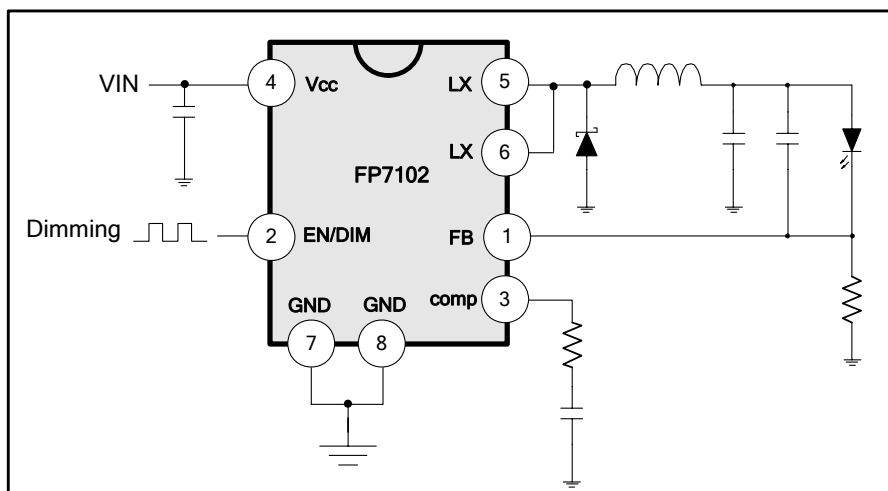 VIN
4
Vcc
LX
5
LX
6
FP7102
Dimming
2
EN/DIM
FB
1
comp
3
GND
GND
7
8